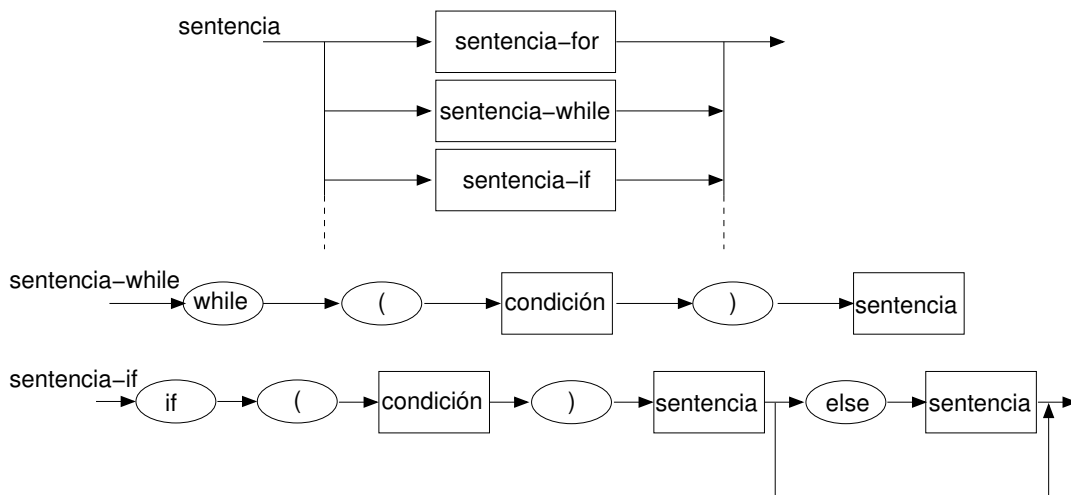 sentencia
sentencia-for
sentencia-while
sentencia-if
sentencia-while
while ( condición ) sentencia
sentencia-if
if ( condición ) sentencia else sentencia